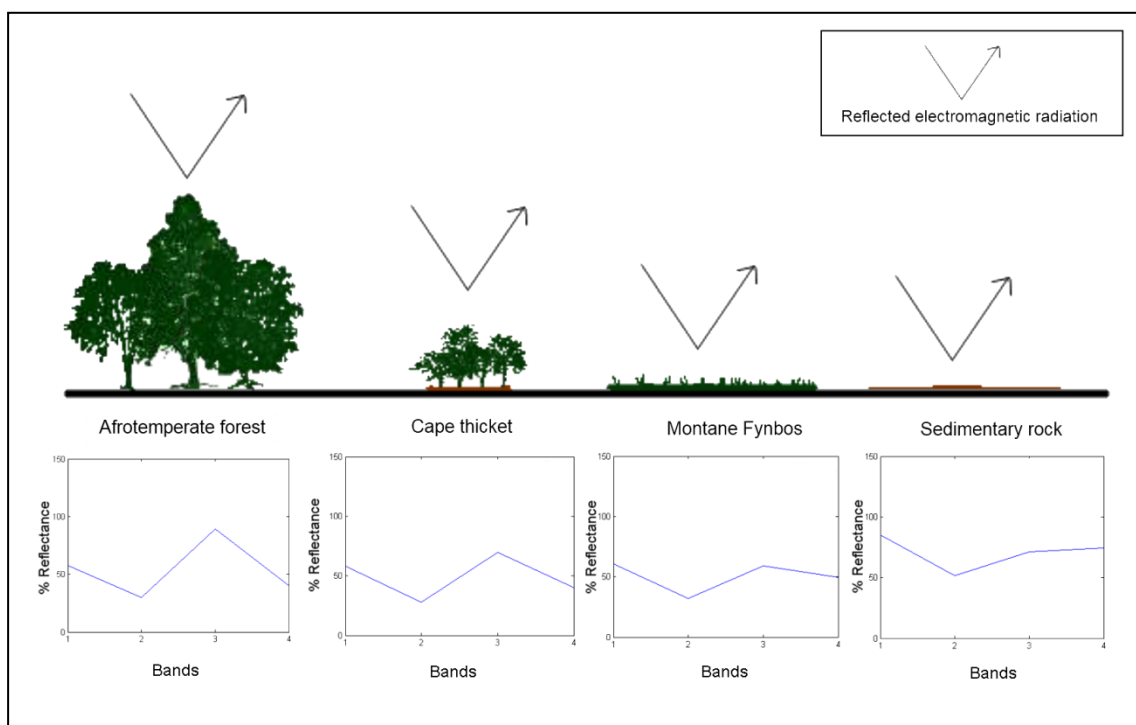 Reflected electromagnetic radiation
Afrotemperate forest
Cape thicket
Montane Fynbos
Sedimentary rock
% Reflectance
150
100
50
0
1
2
3
4
Bands
% Reflectance
150
100
50
0
1
2
3
4
Bands
% Reflectance
150
100
50
0
1
2
3
4
Bands
% Reflectance
150
100
50
0
1
2
3
4
Bands